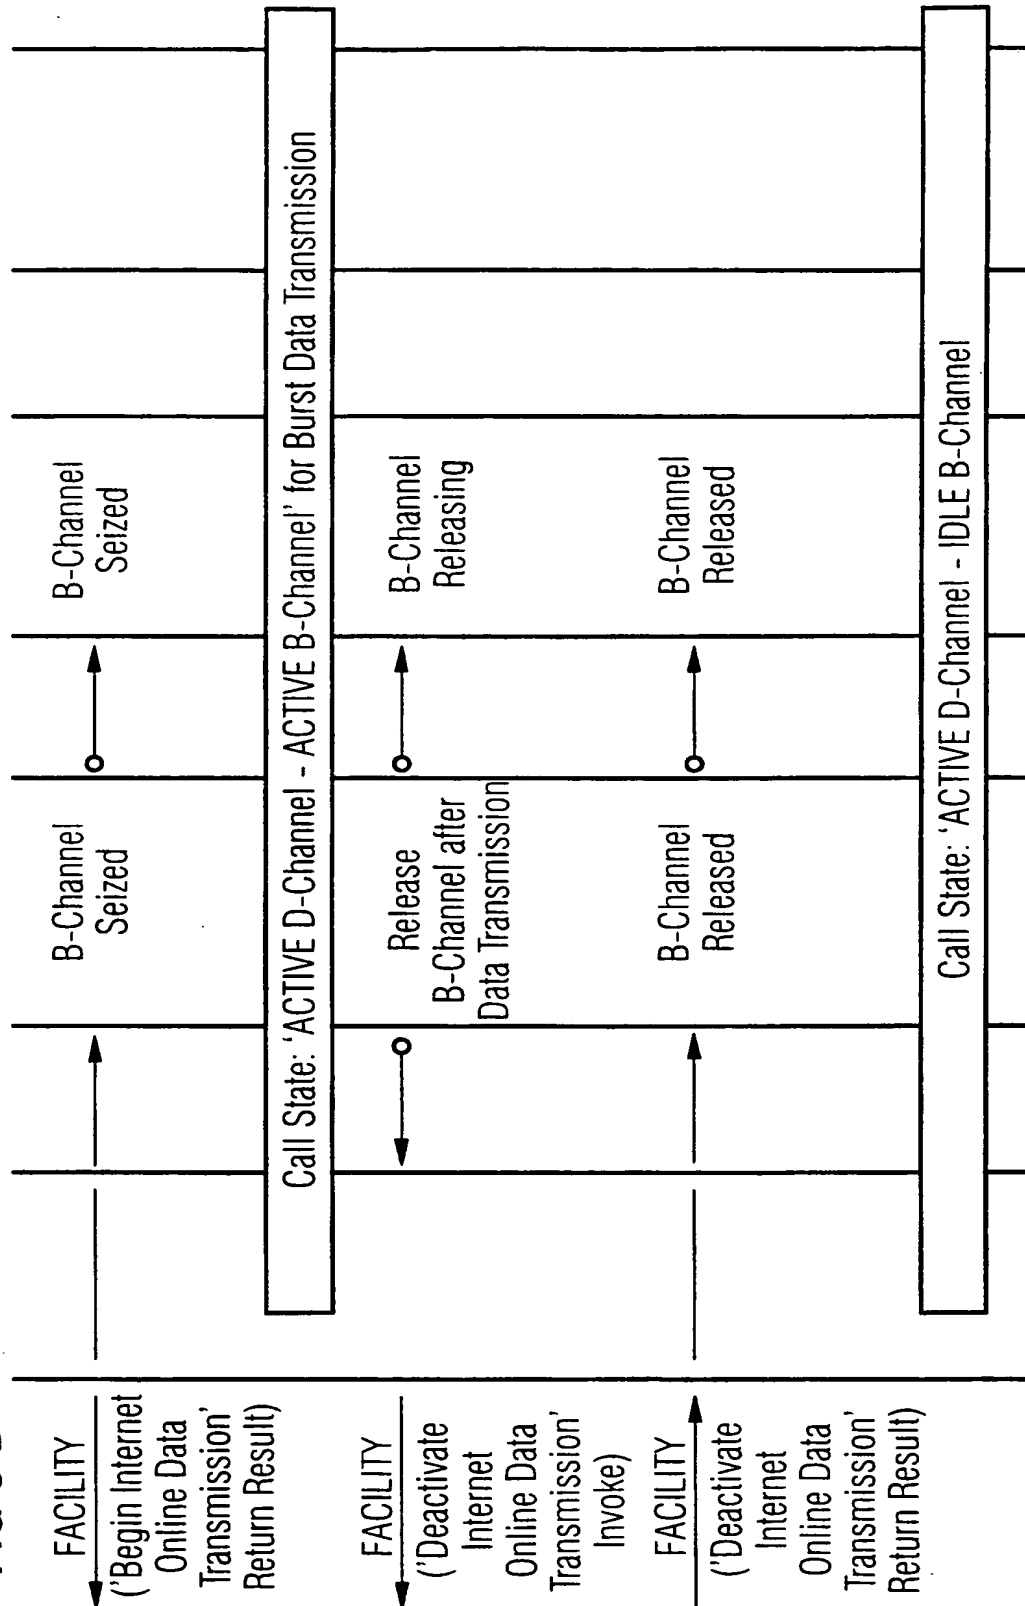 FACILITY
('Begin Internet
Online Data
Transmission'
Return Result)
B-Channel
Seized
B-Channel
Seized
Call State: 'ACTIVE D-Channel - ACTIVE B-Channel' for Burst Data Transmission
FACILITY
('Deactivate
Internet
Online Data
Transmission'
Invoke)
Release
B-Channel after
Data Transmission
B-Channel
Releasing
FACILITY
('Deactivate
Internet
Online Data
Transmission'
Return Result)
B-Channel
Released
B-Channel
Released
Call State: 'ACTIVE D-Channel - IDLE B-Channel